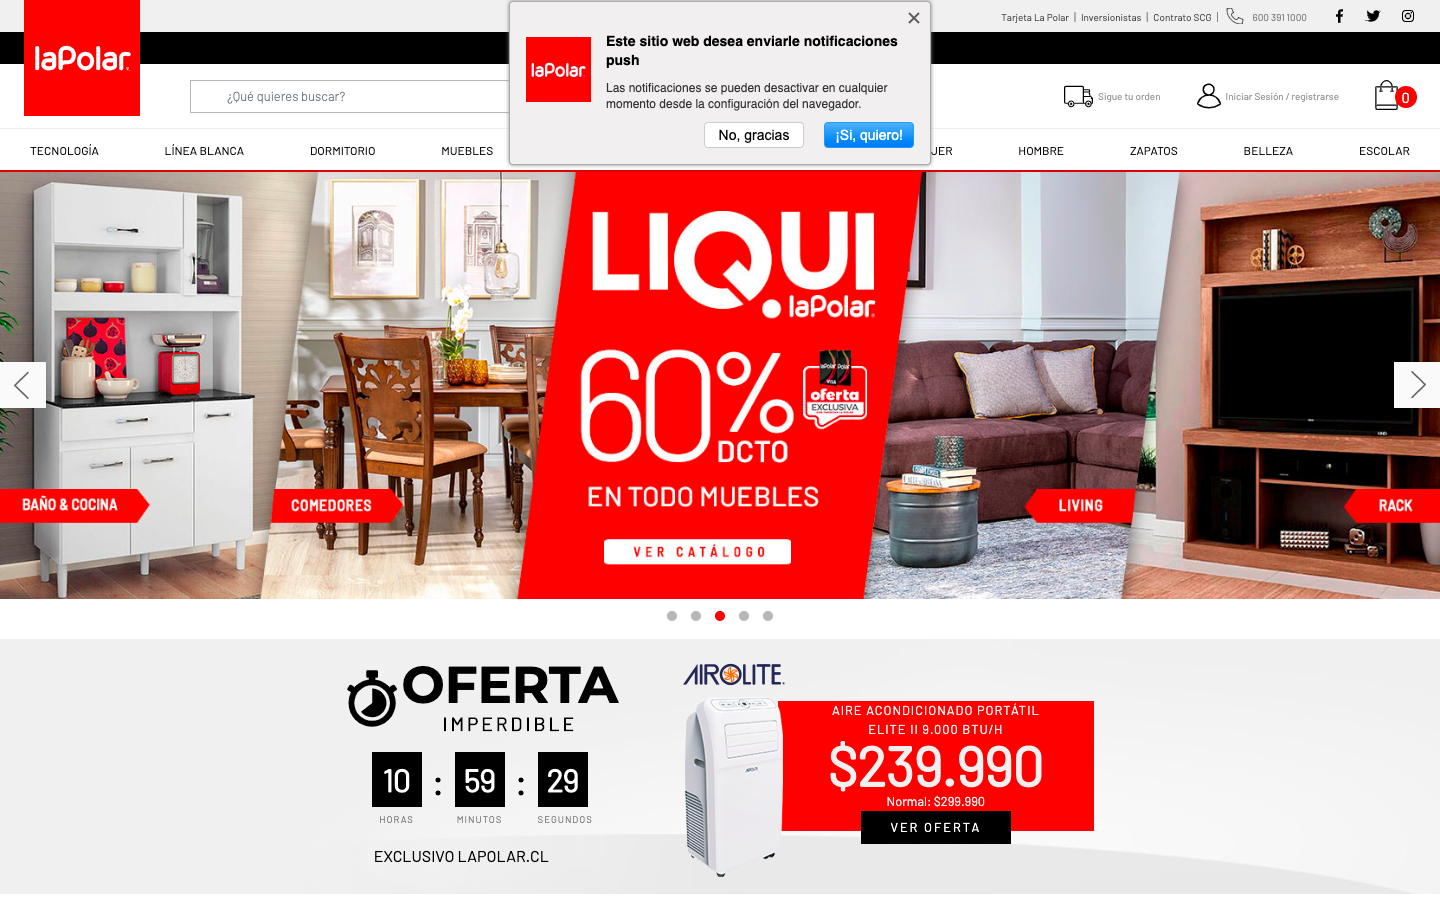 Tarjeta La Polar | Inversionistas | Contrato SCG | 600 391 1000
laPolar
Este sitio web desea enviarle notificaciones
push
laPolar
Las notificaciones se pueden desactivar en cualquier
momento desde la configuración del navegador.
No, gracias
¡Si, quiero!
¿Qué quieres buscar?
Sigue tu orden
Iniciar Sesión / registrarse
0
TECNOLOGÍA
LÍNEA BLANCA
DORMITORIO
MUEBLES
JER
HOMBRE
ZAPATOS
BELLEZA
ESCOLAR
LIQUI
laPolar
60%
DCTO
oferta
EXCLUSIVA
EN TODO MUEBLES
VER CATÁLOGO
BAÑO & COCINA
COMEDORES
LIVING
RACK
OFERTA
IMPERDIBLE
10 : 59 : 29
HORAS MINUTOS SEGUNDOS
EXCLUSIVO LAPOLAR.CL
AIROLITE
AIRE ACONDICIONADO PORTÁTIL
ELITE II 9.000 BTU/H
$239.990
Normal: $299.990
VER OFERTA